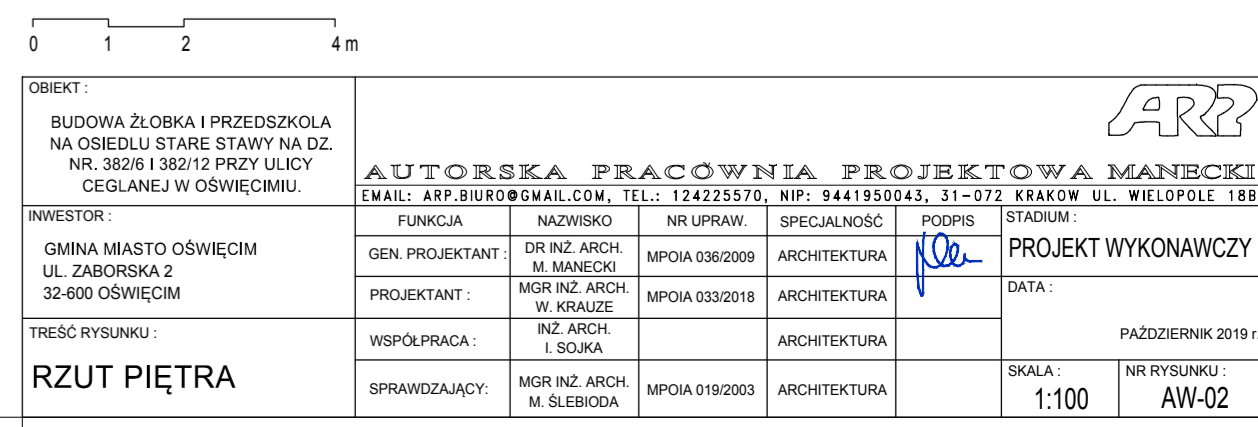 0 1 2 4 m
OBIEKT :
BUDOWA ŻŁOBKA I PRZEDSZKOLA
NA OSIEDLU STARE STAWY NA DZ.
NR. 382/6 I 382/12 PRZY ULICY
CEGLANEJ W OŚWIĘCIMIU.
ARP
AUTORSKA PRACÓWNIA PROJEKTOWA MANECKI
EMAIL: ARP.BIURO@GMAIL.COM, TEL.: 124225570, NIP: 9441950043, 31-072 KRAKOW UL. WIELOPOLE 18B
INWESTOR :
GMINA MIASTO OŚWIĘCIM
UL. ZABORSKA 2
32-600 OŚWIĘCIM
TREŚĆ RYSUNKU :
RZUT PIĘTRA
FUNKCJA NAZWISKO NR UPRAW. SPECJALNOŚĆ PODPIS
GEN. PROJEKTANT : DR INŻ. ARCH. M. MANECKI MPOIA 036/2009 ARCHITEKTURA
PROJEKTANT : MGR INŻ. ARCH. W. KRAUZE MPOIA 033/2018 ARCHITEKTURA
WSPÓŁPRACA : INŻ. ARCH. I. SOJKA ARCHITEKTURA
SPRAWDZAJĄCY: MGR INŻ. ARCH. M. ŚLEBIODA MPOIA 019/2003 ARCHITEKTURA
STADIUM :
PROJEKT WYKONAWCZY
DATA :
PAŹDZIERNIK 2019 r.
SKALA :
1:100
NR RYSUNKU :
AW-02